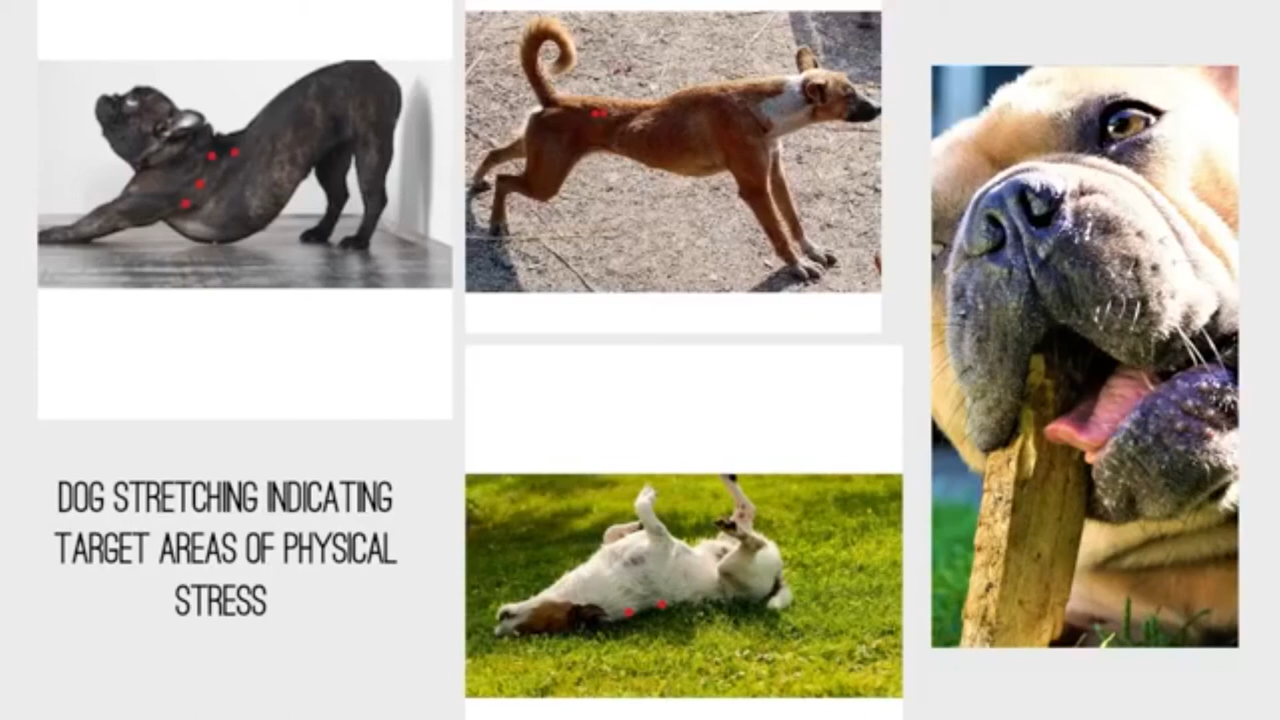 DOG STRETCHING INDICATING
TARGET AREAS OF PHYSICAL
STRESS